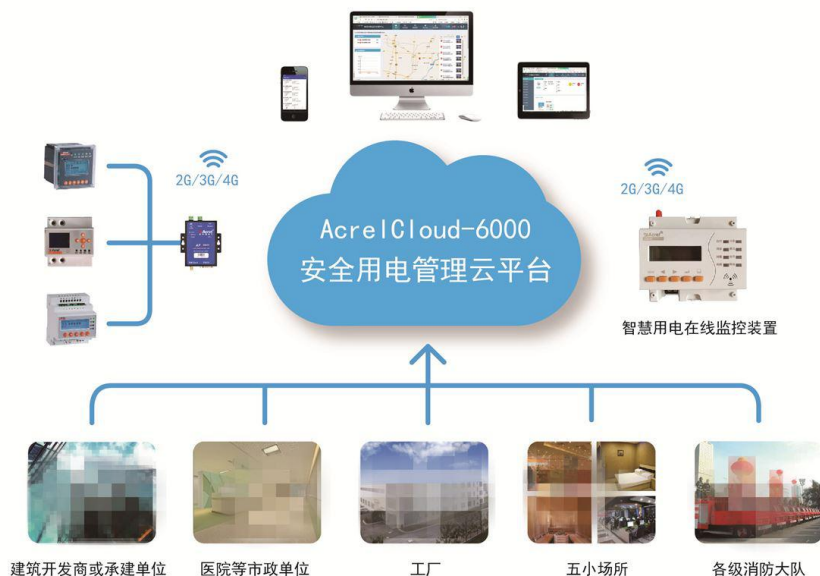 2G/3G/4G
2G/3G/4G
AcrelCloud-6000
安全用电管理云平台
智慧用电在线监控装置
建筑开发商或承建单位
医院等市政单位
工厂
五小场所
各级消防大队